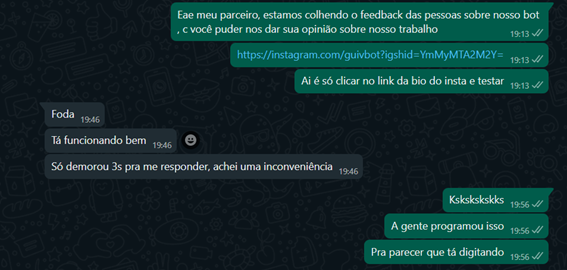 Eae meu parceiro, estamos colhendo o feedback das pessoas sobre nosso bot
, c você puder nos dar sua opinião sobre nosso trabalho
19:13
https://instagram.com/guivbot?igshid=YmMyMTA2M2Y=
19:13
Ai é só clicar no link da bio do insta e testar
19:13
Foda
19:46
Tá funcionando bem
19:46
Só demorou 3s pra me responder, achei uma inconveniência
19:46
Kskskskskks
19:56
A gente programou isso
19:56
Pra parecer que tá digitando
19:56